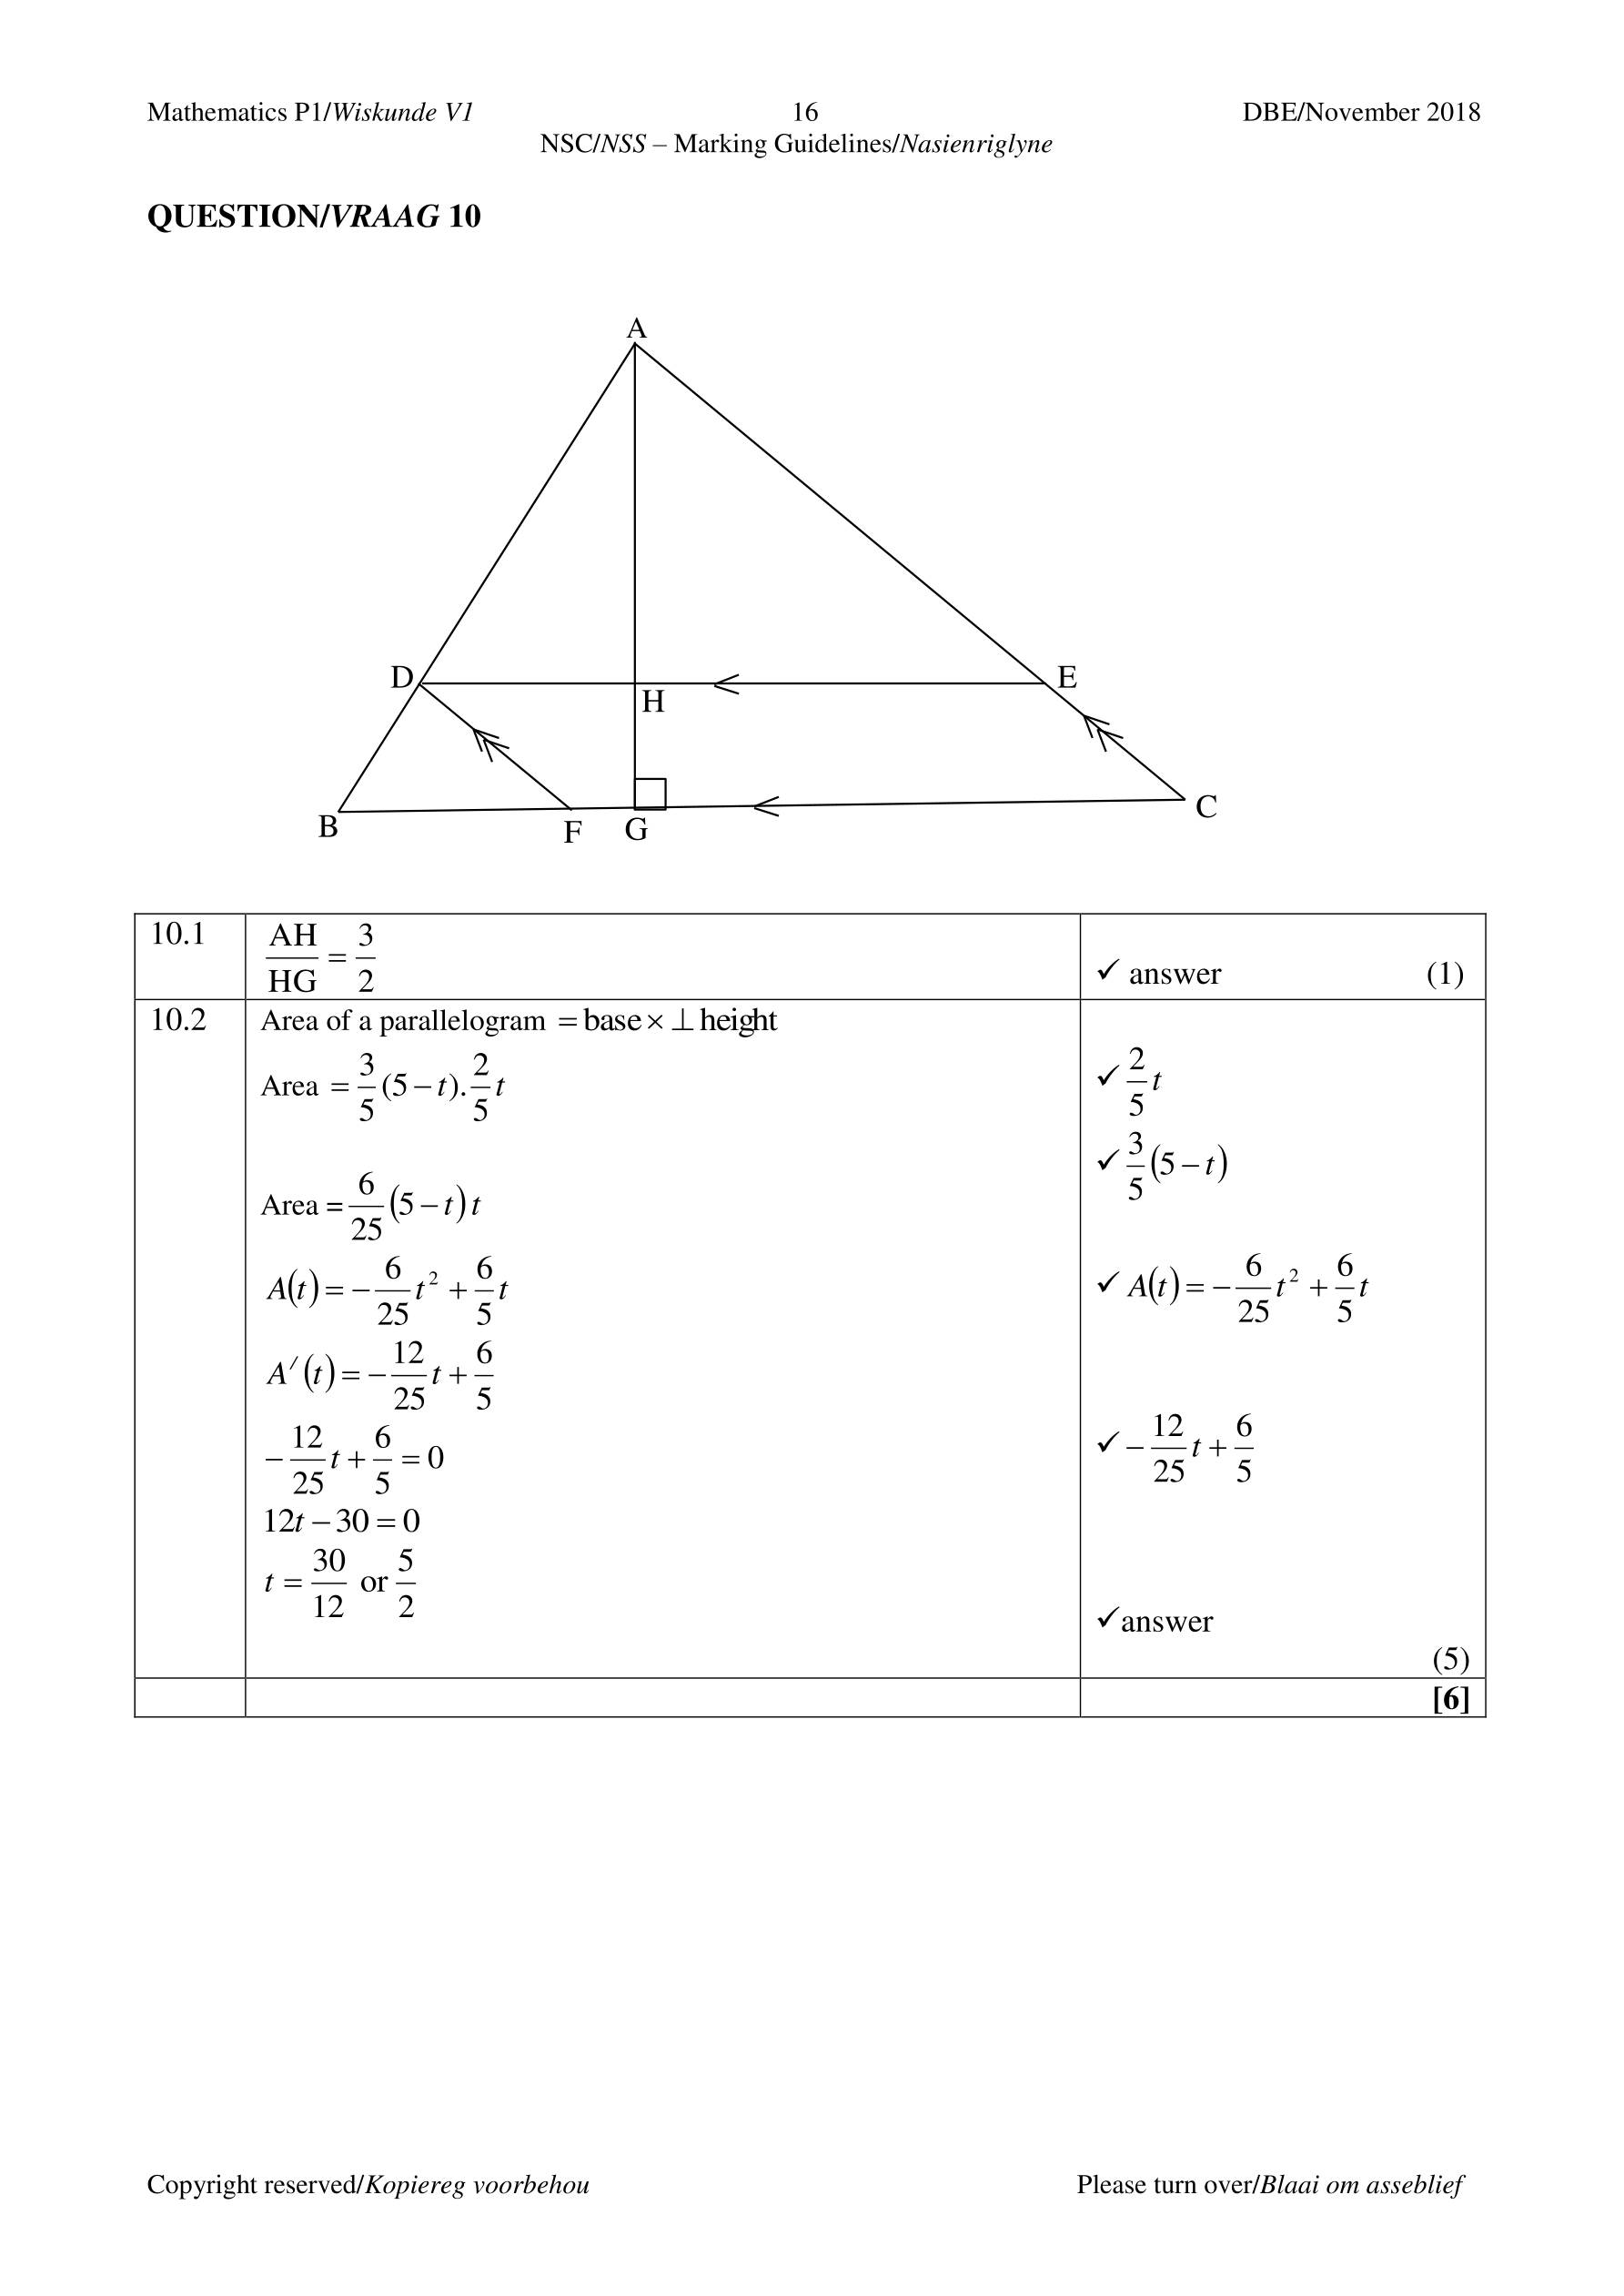 Mathematics P1/Wiskunde V1 16 DBE/November 2018
NSC/NSS – Marking Guidelines/Nasienriglyne
QUESTION/VRAAG 10
A
D
H
E
B
F
G
C
10.1 AH/HG = 3/2 ✓ answer (1)
10.2 Area of a parallelogram = base × ⊥ height
Area = 3/5 (5 − t). 2/5 t ✓ 2/5 t
✓ 3/5 (5 − t)
Area = 6/25 (5 − t) t
A(t) = − 6/25 t² + 6/5 t ✓ A(t) = − 6/25 t² + 6/5 t
A′(t) = − 12/25 t + 6/5
− 12/25 t + 6/5 = 0 ✓ − 12/25 t + 6/5
12t − 30 = 0
t = 30/12 or 5/2
✓ answer
(5)
[6]
Copyright reserved/Kopiereg voorbehou Please turn over/Blaai om asseblief